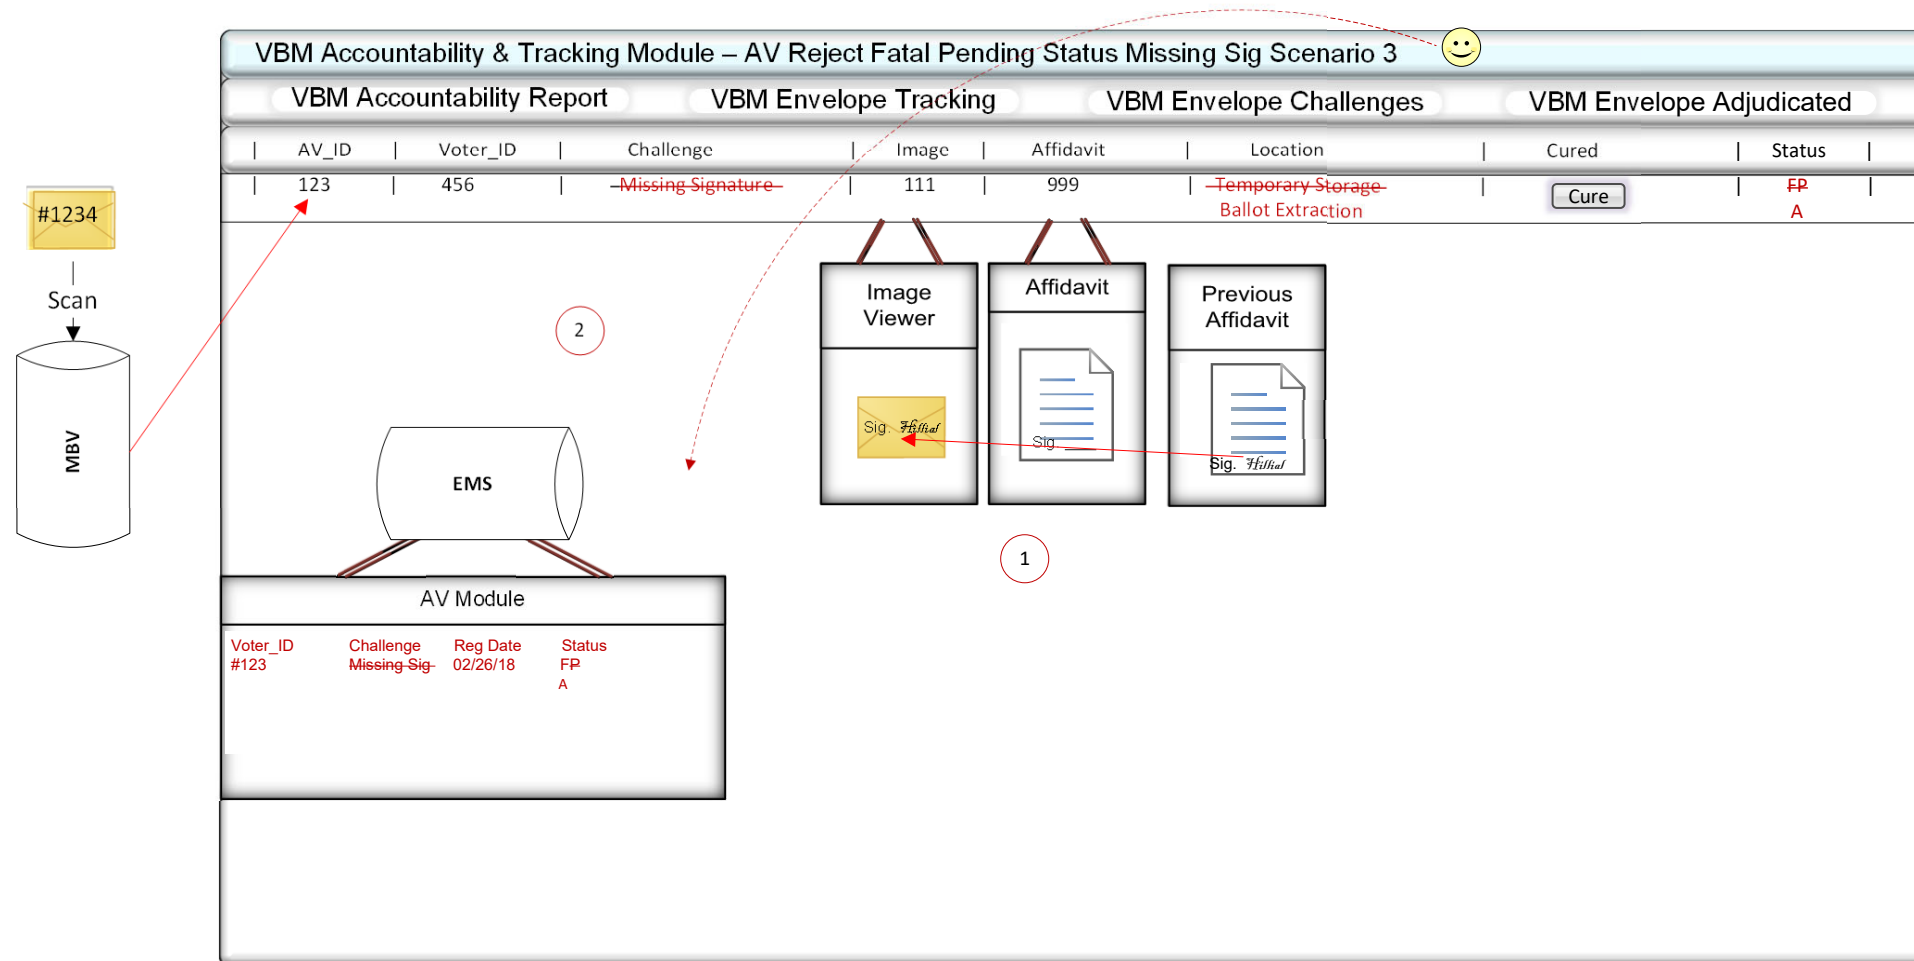 VBM Accountability & Tracking Module – AV Reject Fatal Pending Status Missing Sig Scenario 3
VBM Accountability Report VBM Envelope Tracking VBM Envelope Challenges VBM Envelope Adjudicated
| AV_ID | Voter_ID | Challenge | Image | Affidavit | Location | Cured | Status |
| 123 | 456 | Missing Signature | 111 | 999 | Temporary Storage | Cure | FP |
Ballot Extraction A
#1234
Scan
MBV
2
EMS
Image
Viewer
Sig. Hillial
Affidavit
Sig
Previous
Affidavit
Sig. Hillial
1
AV Module
Voter_ID Challenge Reg Date Status
#123 Missing Sig 02/26/18 FP
A